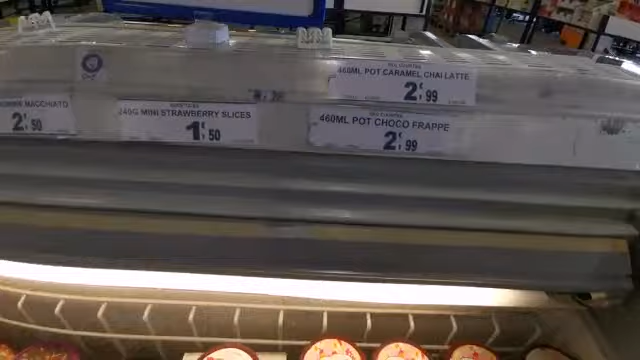 460ML POT CARAMEL CHAI LATTE
2€99
MACCHIATO
2€50
240G MINI STRAWBERRY SLICES
1€50
460ML POT CHOCO FRAPPE
2€99